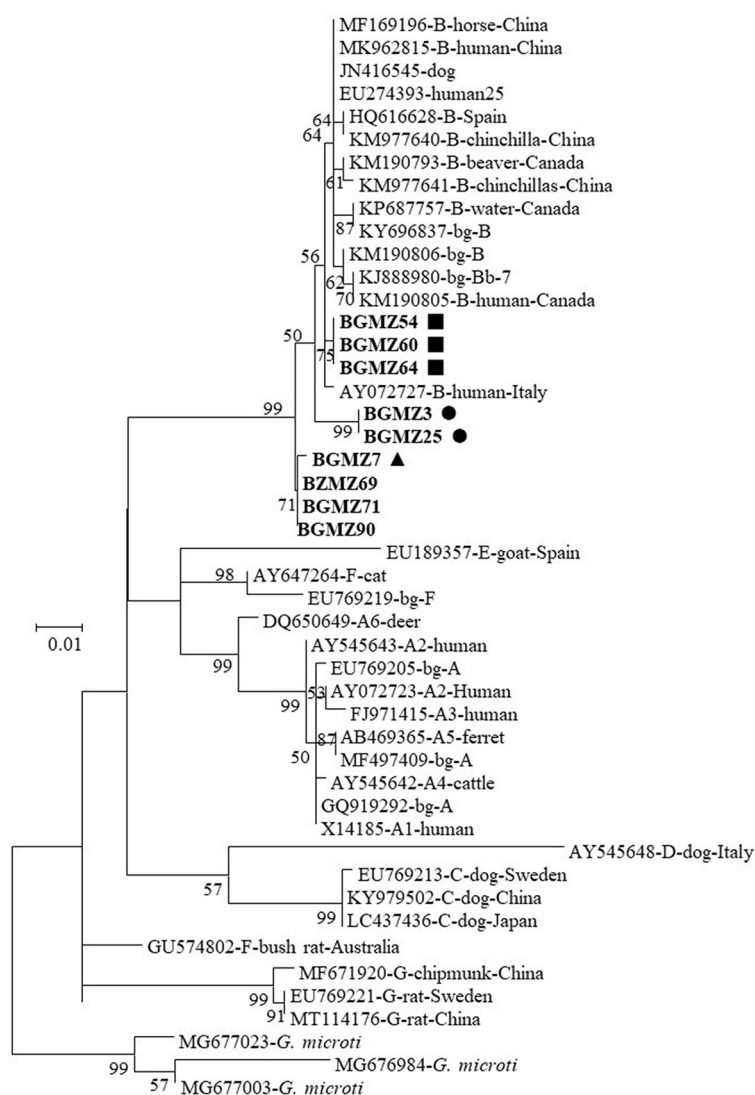 MF169196-B-horse-China
MK962815-B-human-China
JN416545-dog
EU274393-human25
64
HQ616628-B-Spain
64
KM977640-B-chinchilla-China
KM190793-B-beaver-Canada
61
KM977641-B-chinchillas-China
KP687757-B-water-Canada
87
KY696837-bg-B
56
KM190806-bg-B
62
KJ888980-bg-Bb-7
70
KM190805-B-human-Canada
BGMZ54 ■
50
BGMZ60 ■
75
BGMZ64 ■
AY072727-B-human-Italy
99
BGMZ3 ●
99
BGMZ25 ●
BGMZ7 ▲
BZMZ69
71
BGMZ71
BGMZ90
EU189357-E-goat-Spain
98
AY647264-F-cat
EU769219-bg-F
DQ650649-A6-deer
0.01
AY545643-A2-human
99
EU769205-bg-A
53
AY072723-A2-Human
99
FJ971415-A3-human
87
AB469365-A5-ferret
50
MF497409-bg-A
AY545642-A4-cattle
GQ919292-bg-A
X14185-A1-human
AY545648-D-dog-Italy
57
EU769213-C-dog-Sweden
KY979502-C-dog-China
99
LC437436-C-dog-Japan
GU574802-F-bush rat-Australia
MF671920-G-chipmunk-China
99
EU769221-G-rat-Sweden
91
MT114176-G-rat-China
MG677023-G. microti
99
MG676984-G. microti
57
MG677003-G. microti